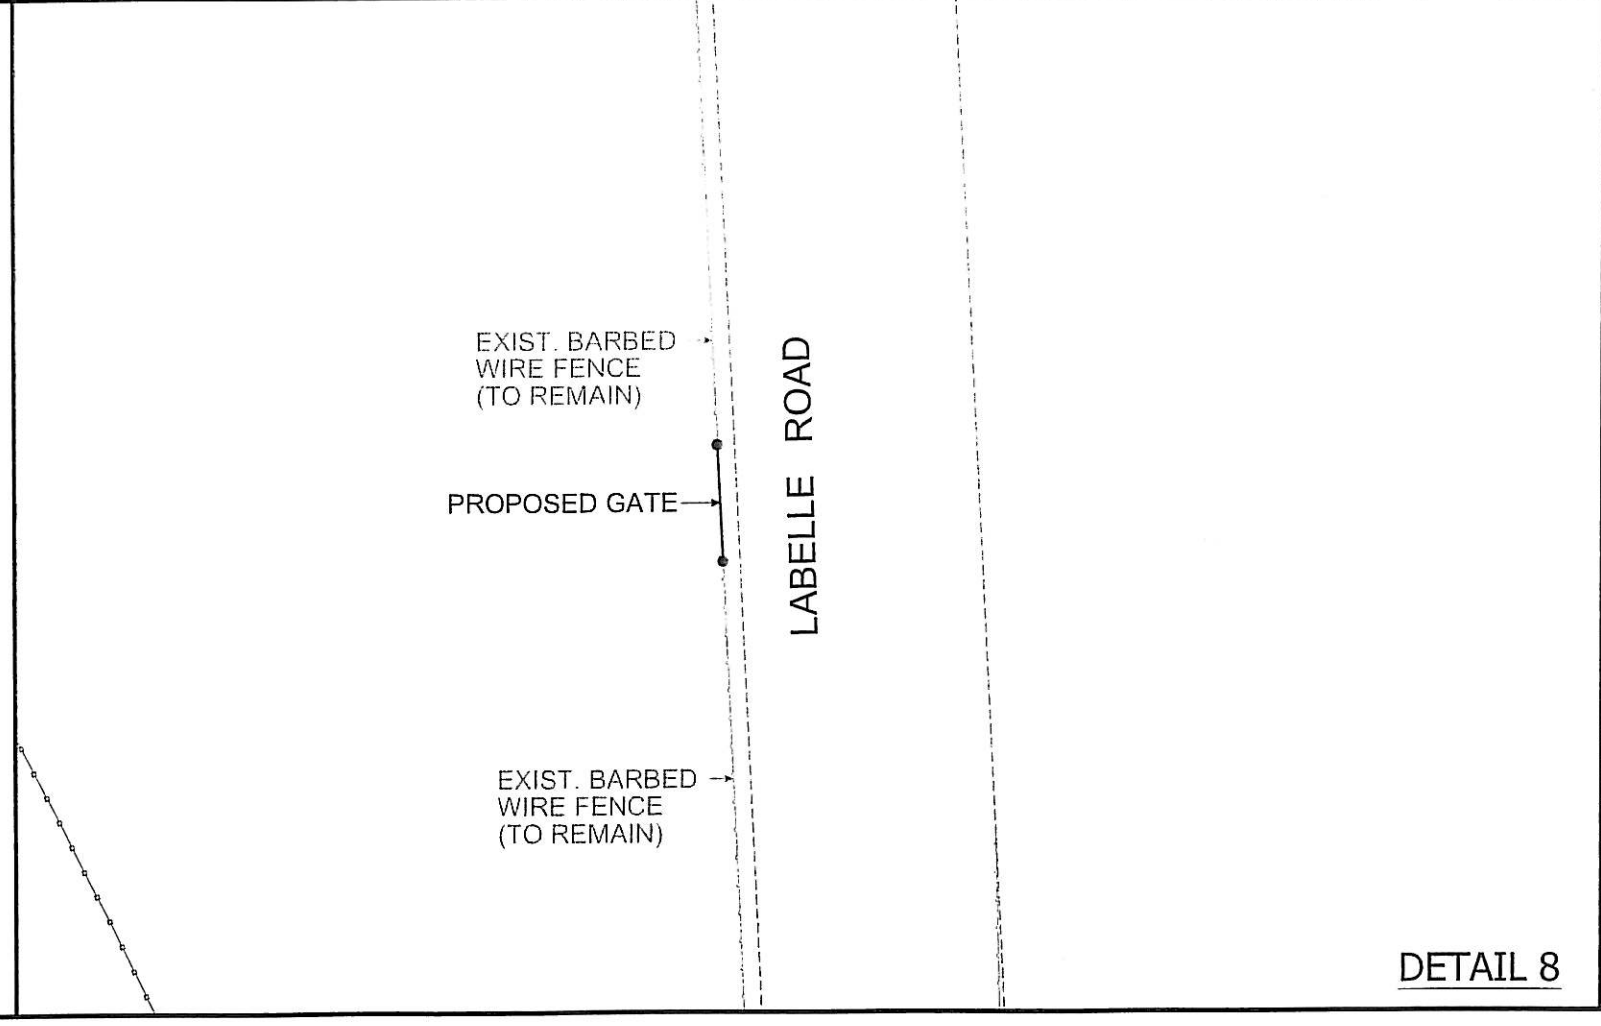 EXIST. BARBED
WIRE FENCE
(TO REMAIN)
PROPOSED GATE
LABELLE ROAD
EXIST. BARBED
WIRE FENCE
(TO REMAIN)
DETAIL 8